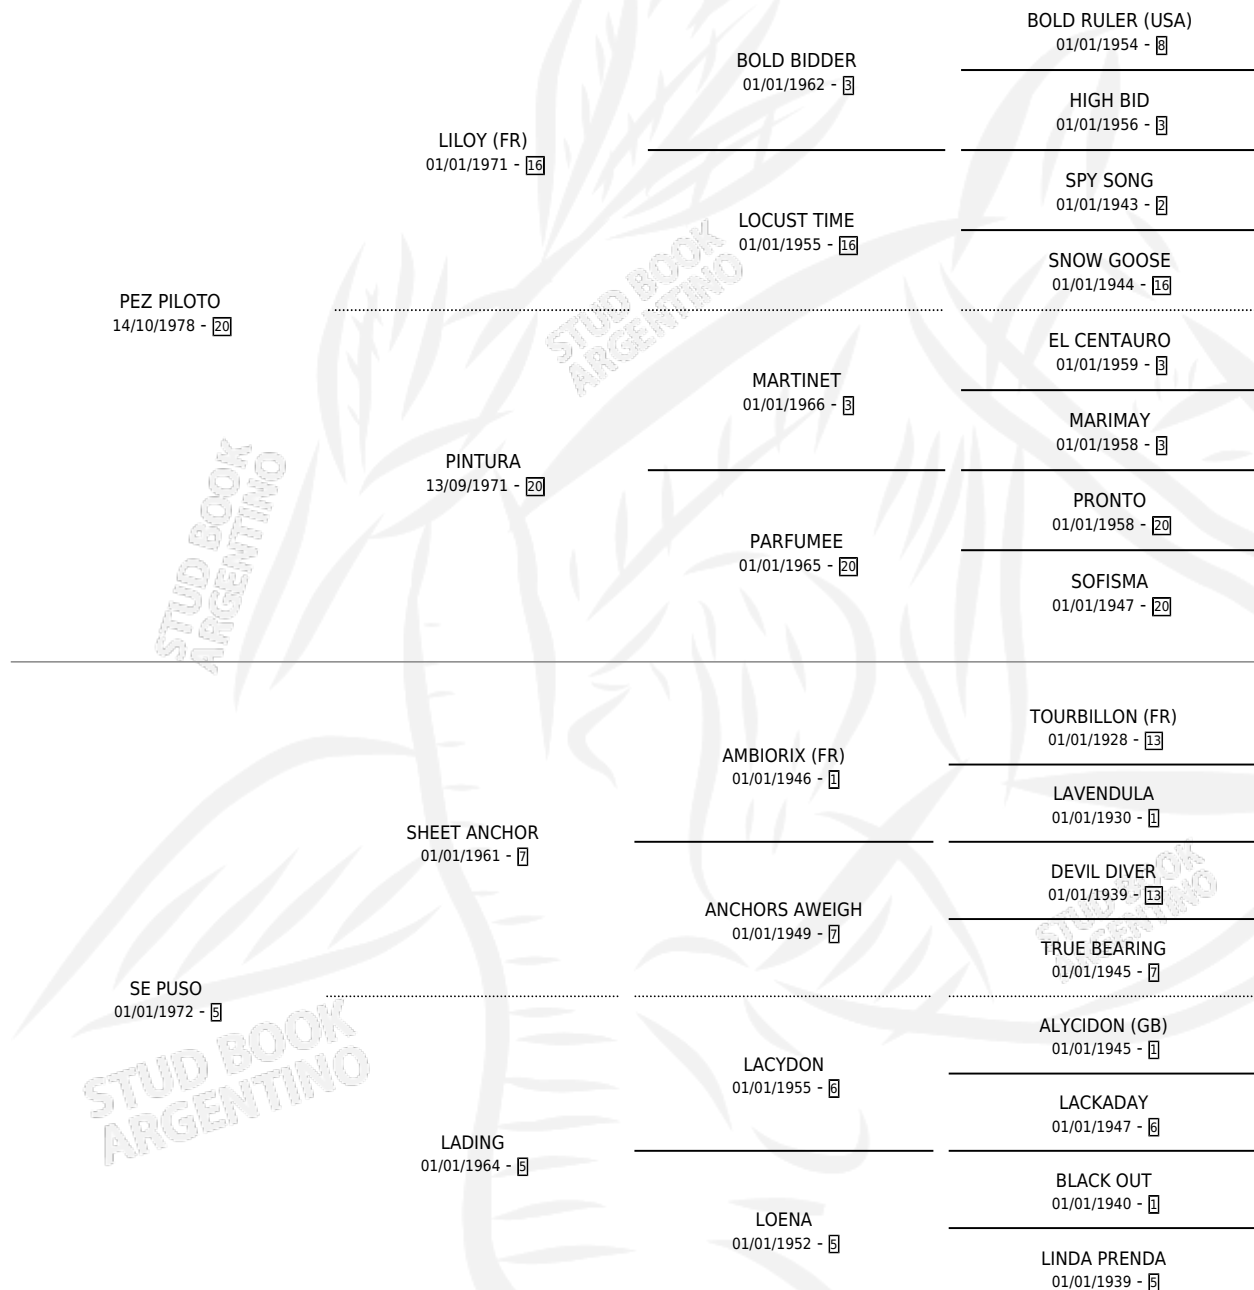 BOLD RULER (USA)
01/01/1954 - 8
BOLD BIDDER
01/01/1962 - 3
HIGH BID
01/01/1956 - 3
LILOY (FR)
01/01/1971 - 16
SPY SONG
01/01/1943 - 2
LOCUST TIME
01/01/1955 - 16
SNOW GOOSE
01/01/1944 - 16
PEZ PILOTO
14/10/1978 - 20
EL CENTAURO
01/01/1959 - 3
MARTINET
01/01/1966 - 3
MARIMAY
01/01/1958 - 3
PINTURA
13/09/1971 - 20
PRONTO
01/01/1958 - 20
PARFUMEE
01/01/1965 - 20
SOFISMA
01/01/1947 - 20
STUD BOOK
ARGENTINO
STUD BOOK
ARGENTINO
TOURBILLON (FR)
01/01/1928 - 13
AMBIORIX (FR)
01/01/1946 - 1
LAVENDULA
01/01/1930 - 1
SHEET ANCHOR
01/01/1961 - 7
DEVIL DIVER
01/01/1939 - 13
ANCHORS AWEIGH
01/01/1949 - 7
TRUE BEARING
01/01/1945 - 7
STUD BOOK
ARGENTINO
SE PUSO
01/01/1972 - 5
ALYCIDON (GB)
01/01/1945 - 1
LACYDON
01/01/1955 - 6
LACKADAY
01/01/1947 - 6
LADING
01/01/1964 - 5
BLACK OUT
01/01/1940 - 1
LOENA
01/01/1952 - 5
LINDA PRENDA
01/01/1939 - 5
STUD BOOK
ARGENTINO